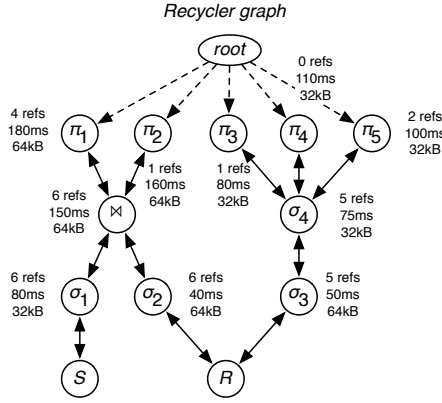 Recycler graph
root
0 refs
110ms
32kB
4 refs
180ms
64kB
π1
π2
π3
π4
π5
2 refs
100ms
32kB
1 refs
160ms
64kB
1 refs
80ms
32kB
6 refs
150ms
64kB
⋈
σ4
5 refs
75ms
32kB
6 refs
80ms
32kB
σ1
σ2
6 refs
40ms
64kB
σ3
5 refs
50ms
64kB
S
R